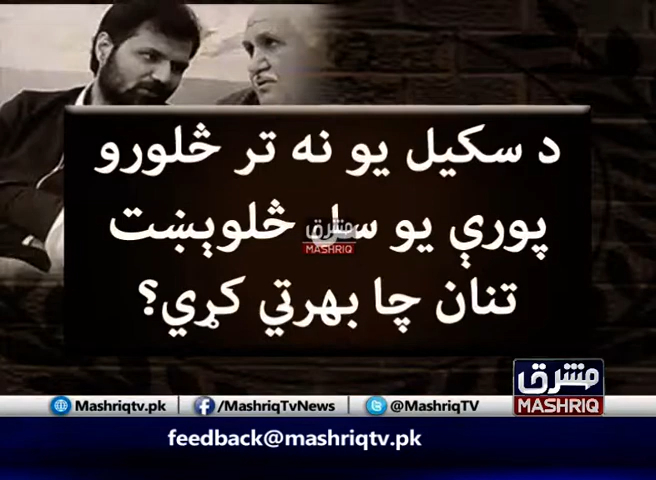 د سکیل یو نه تر څلورو
پورې یو سل څلوېښت
تنان چا بهرتي کړي؟
مشرق
MASHRIQ
مشرق
MASHRIQ
Mashriqtv.pk
/MashriqTvNews
@MashriqTV
feedback@mashriqtv.pk